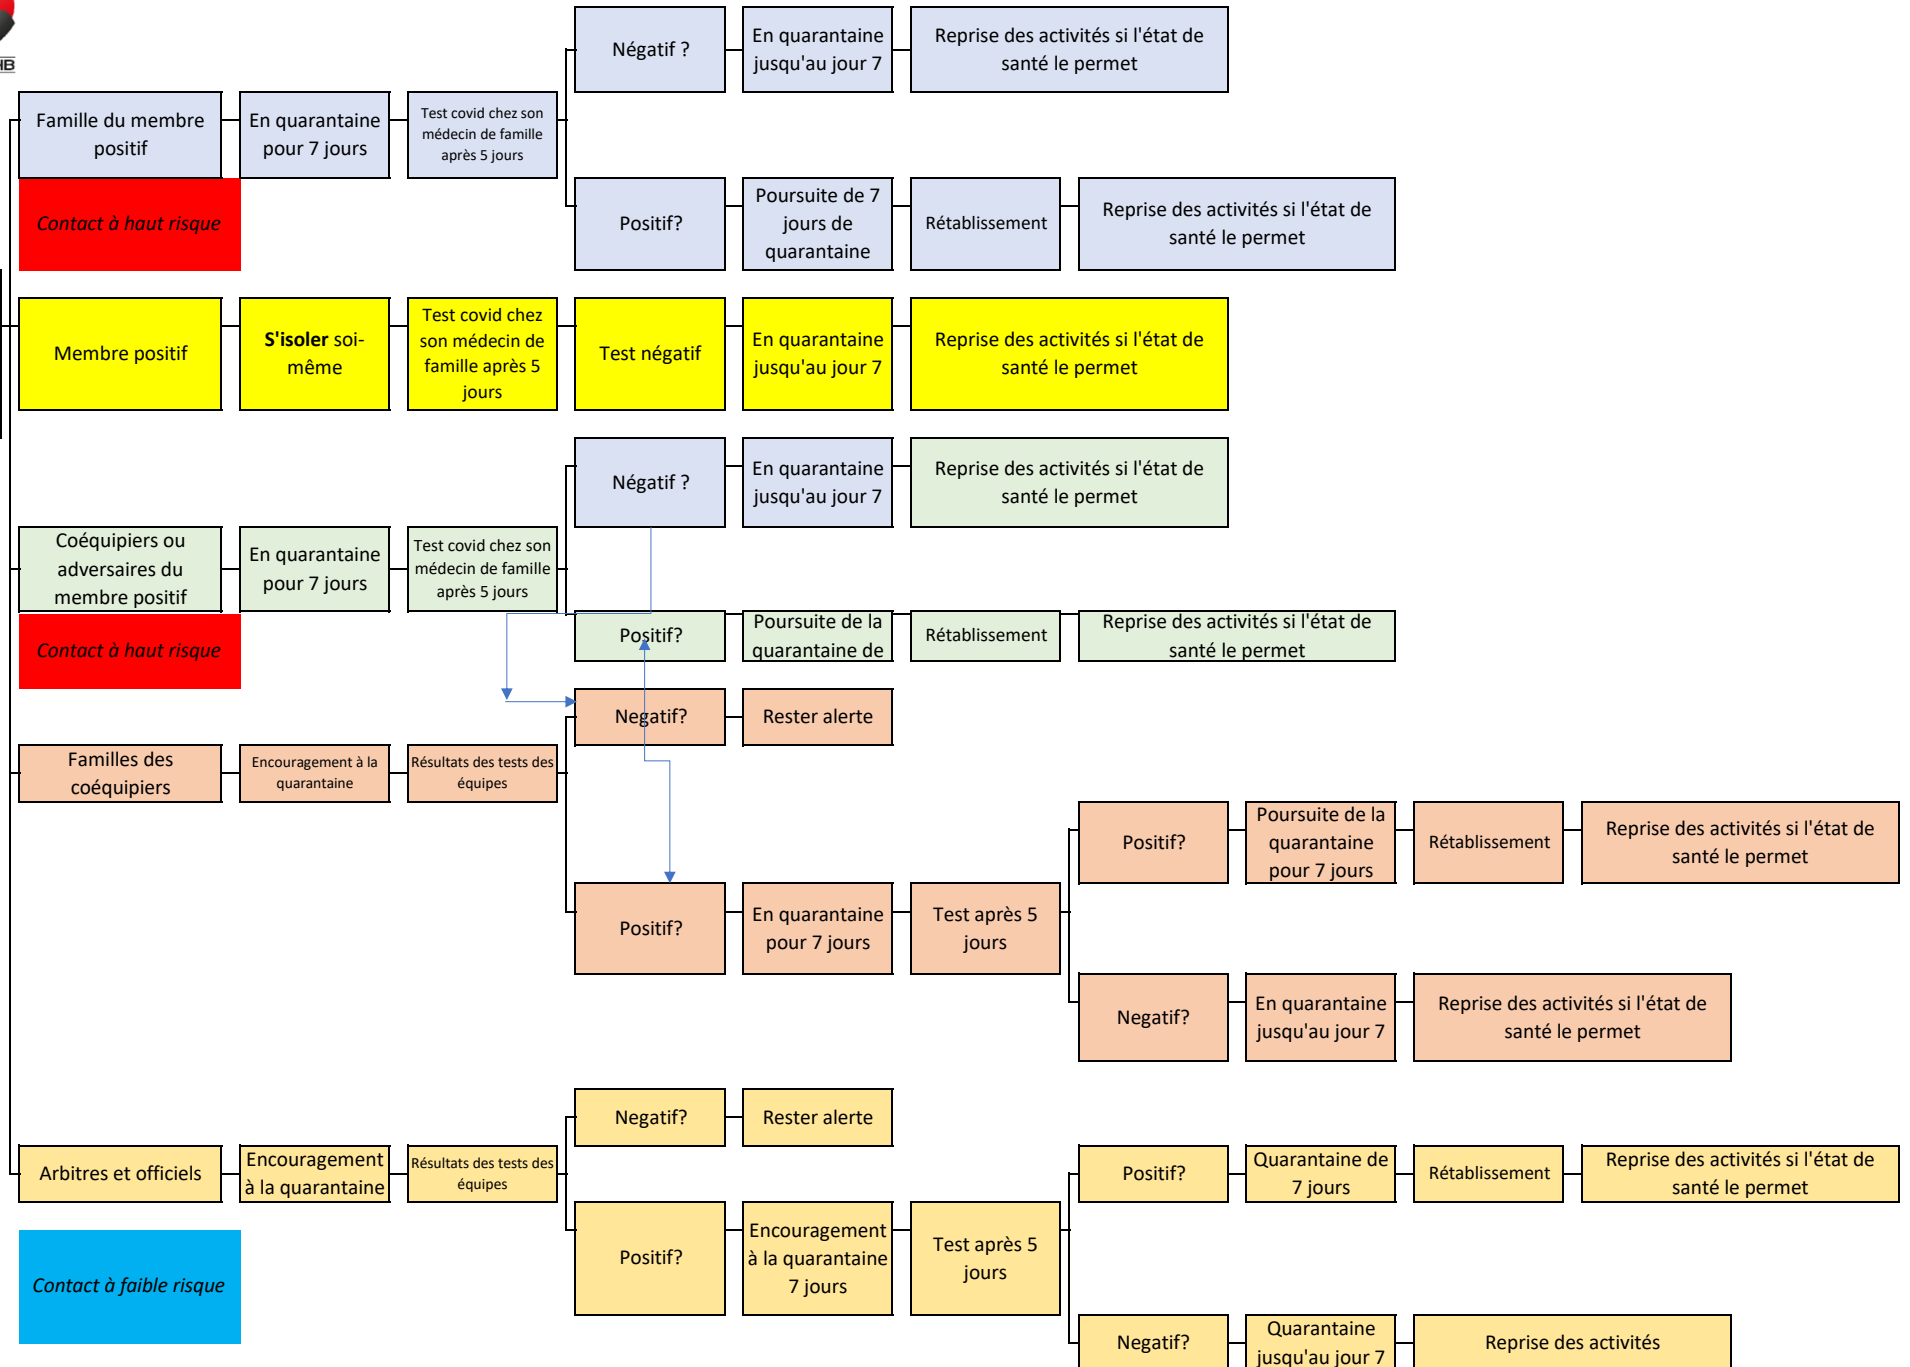 HB
Négatif ?
En quarantaine
jusqu'au jour 7
Reprise des activités si l'état de
santé le permet
Famille du membre
positif
En quarantaine
pour 7 jours
Test covid chez son
médecin de famille
après 5 jours
Contact à haut risque
Positif?
Poursuite de 7
jours de
quarantaine
Rétablissement
Reprise des activités si l'état de
santé le permet
Membre positif
S'isoler soi-
même
Test covid chez
son médecin de
famille après 5
jours
Test négatif
En quarantaine
jusqu'au jour 7
Reprise des activités si l'état de
santé le permet
Négatif ?
En quarantaine
jusqu'au jour 7
Reprise des activités si l'état de
santé le permet
Coéquipiers ou
adversaires du
membre positif
En quarantaine
pour 7 jours
Test covid chez son
médecin de famille
après 5 jours
Contact à haut risque
Positif?
Poursuite de la
quarantaine de
Rétablissement
Reprise des activités si l'état de
santé le permet
Negatif?
Rester alerte
Familles des
coéquipiers
Encouragement à la
quarantaine
Résultats des tests des
équipes
Positif?
En quarantaine
pour 7 jours
Test après 5
jours
Positif?
Poursuite de la
quarantaine
pour 7 jours
Rétablissement
Reprise des activités si l'état de
santé le permet
Negatif?
En quarantaine
jusqu'au jour 7
Reprise des activités si l'état de
santé le permet
Negatif?
Rester alerte
Arbitres et officiels
Encouragement
à la quarantaine
Résultats des tests des
équipes
Contact à faible risque
Positif?
Encouragement
à la quarantaine
7 jours
Test après 5
jours
Positif?
Quarantaine de
7 jours
Rétablissement
Reprise des activités si l'état de
santé le permet
Negatif?
Quarantaine
jusqu'au jour 7
Reprise des activités